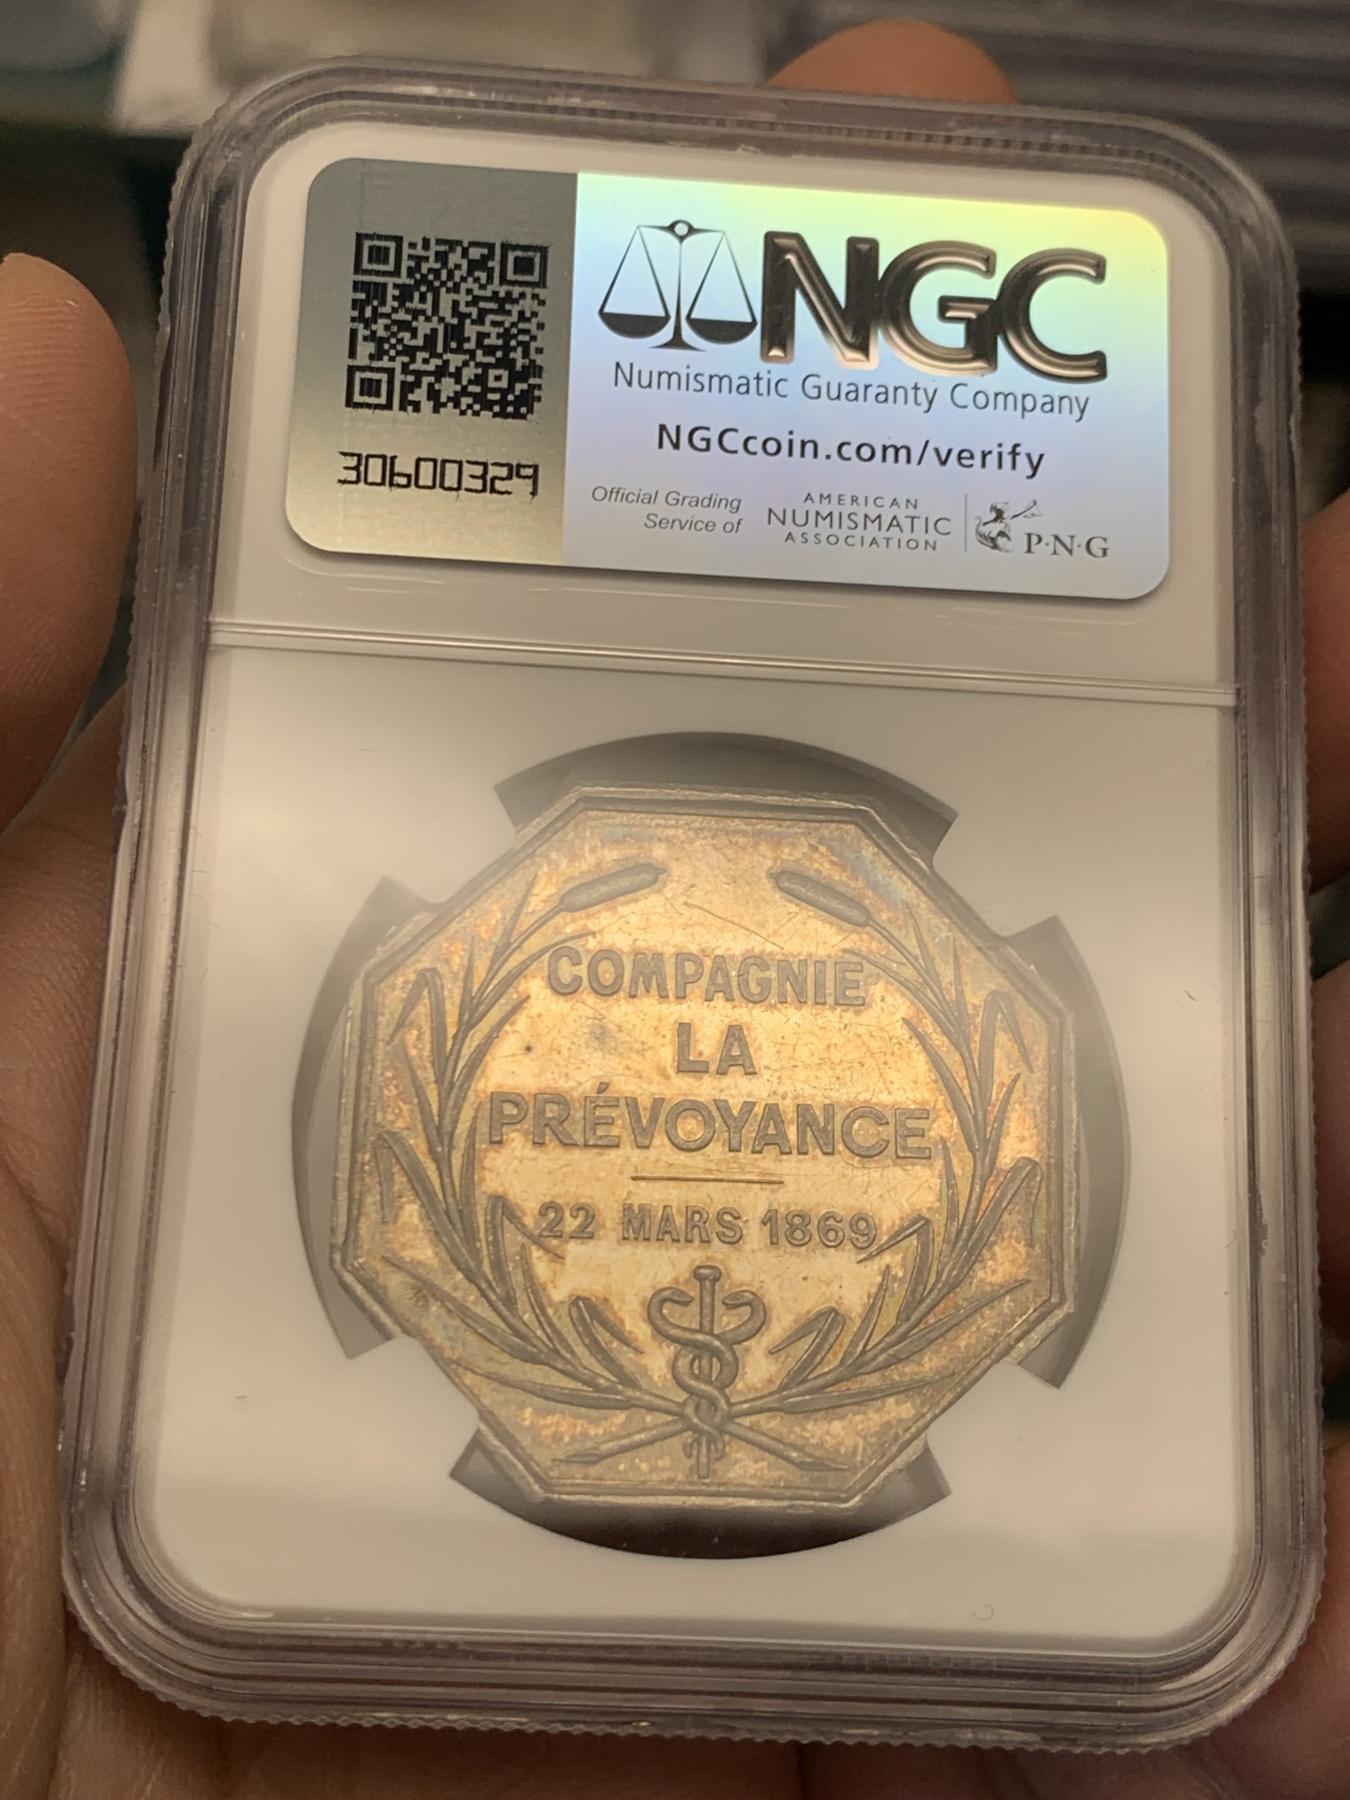 NGC
Numismatic Guaranty Company
NGCcoin.com/verify
30600329
Official Grading
Service of
AMERICAN
NUMISMATIC
ASSOCIATION
P·N·G
COMPAGNIE
LA
PRÉVOYANCE
22 MARS 1869